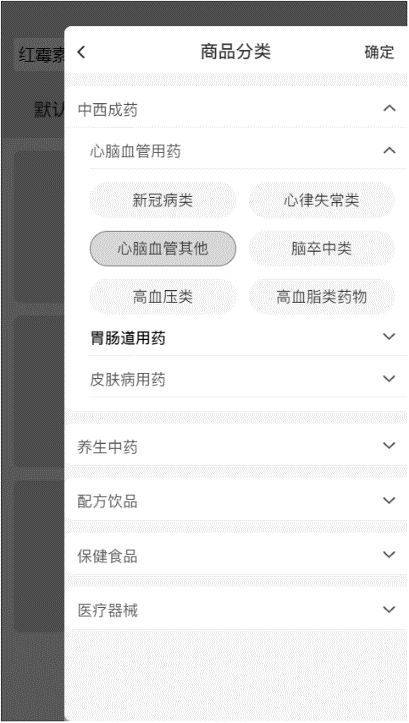 商品分类
确定
红霉素
默认
中西成药
心脑血管用药
新冠病类 心律失常类
心脑血管其他 脑卒中类
高血压类 高血脂类药物
胃肠道用药
皮肤病用药
养生中药
配方饮品
保健食品
医疗器械